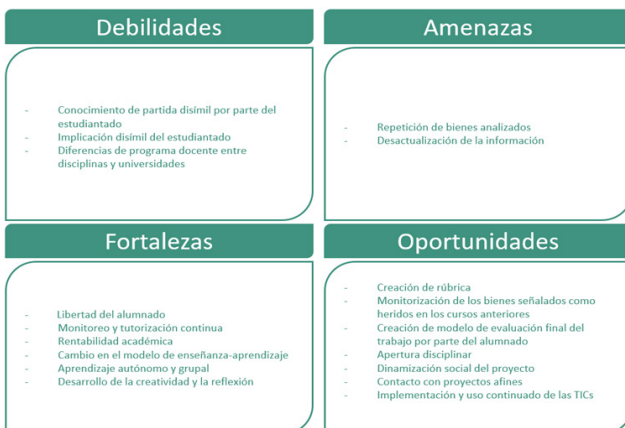 Debilidades
- Conocimiento de partida disímil por parte del
estudiantado
- Implicación disímil del estudiantado
- Diferencias de programa docente entre
disciplinas y universidades
Amenazas
- Repetición de bienes analizados
- Desactualización de la información
Fortalezas
- Libertad del alumnado
- Monitoreo y tutorización continua
- Rentabilidad académica
- Cambio en el modelo de enseñanza-aprendizaje
- Aprendizaje autónomo y grupal
- Desarrollo de la creatividad y la reflexión
Oportunidades
- Creación de rúbrica
- Monitorización de los bienes señalados como
heridos en los cursos anteriores
- Creación de modelo de evaluación final del
trabajo por parte del alumnado
- Apertura disciplinar
- Dinamización social del proyecto
- Contacto con proyectos afines
- Implementación y uso continuado de las TICs